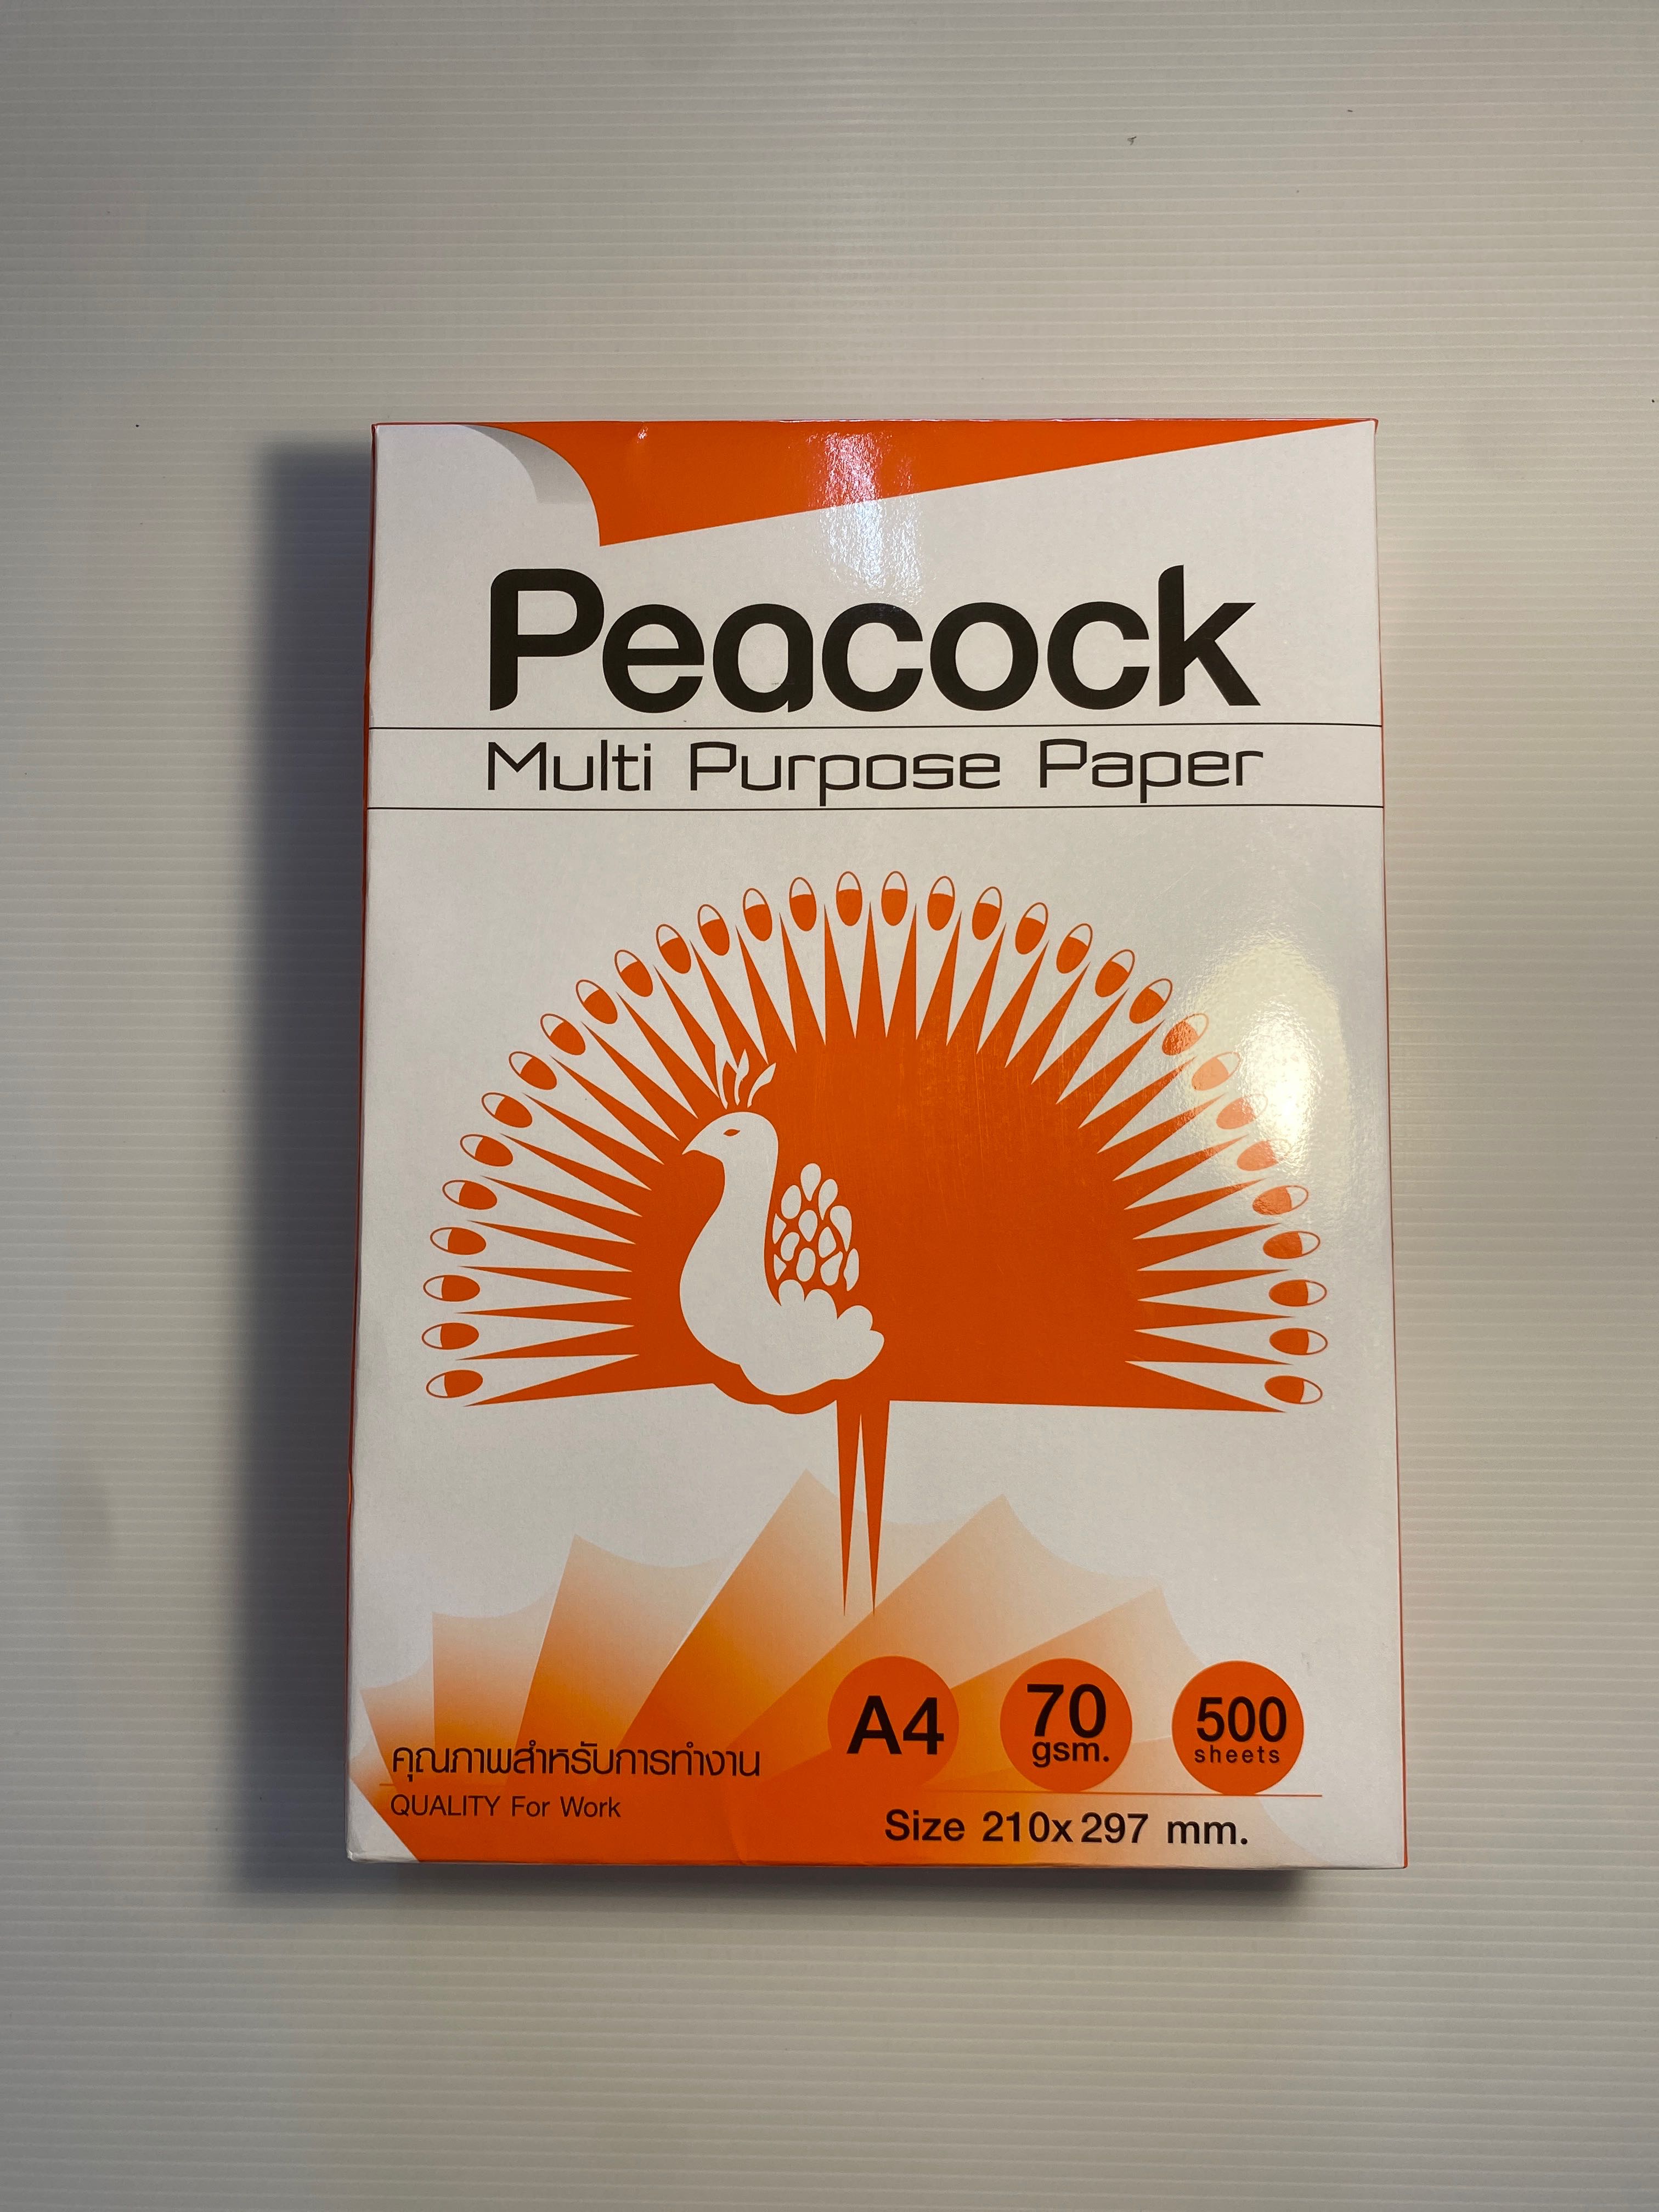 Peacock
Multi Purpose Paper
A4
70
gsm.
500
sheets
คุณภาพสำหรับการทำงาน
QUALITY For Work
Size 210x297 mm.